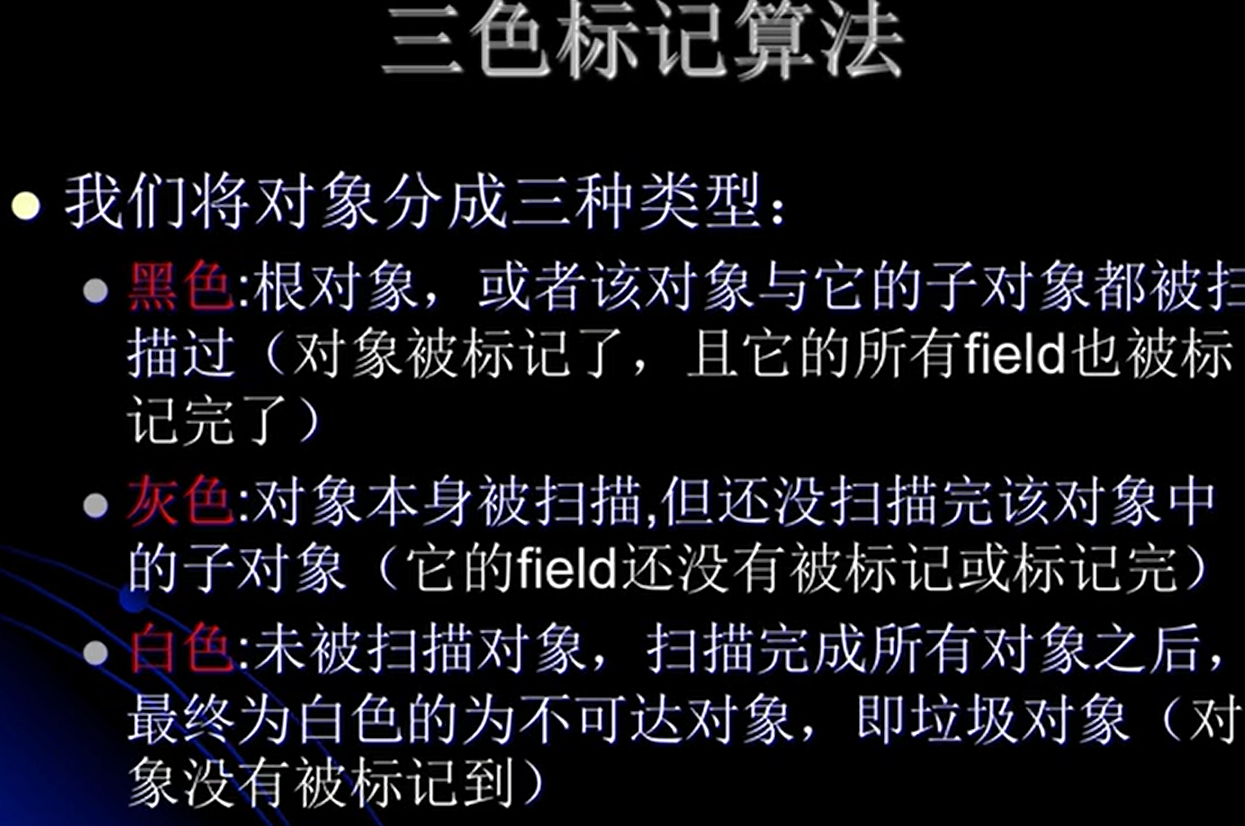 三色标记算法
我们将对象分成三种类型：
黑色:根对象，或者该对象与它的子对象都被扫
描过（对象被标记了，且它的所有field也被标
记完了）
灰色:对象本身被扫描,但还没扫描完该对象中
的子对象（它的field还没有被标记或标记完）
白色:未被扫描对象，扫描完成所有对象之后，
最终为白色的为不可达对象，即垃圾对象（对
象没有被标记到）